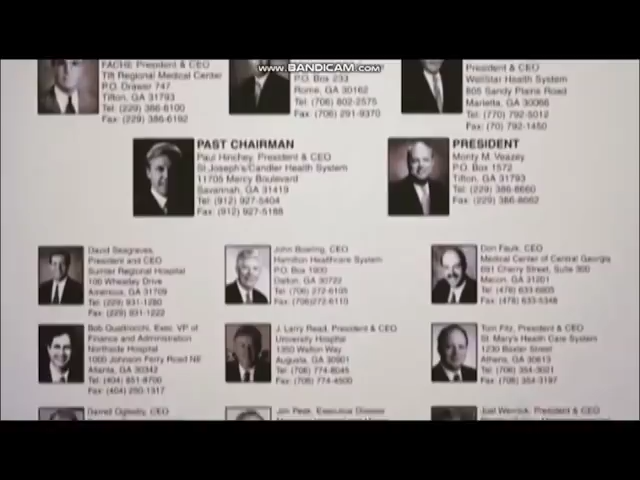 www.BANDICAM.com
FACHE President & CEO
Tift Regional Medical Center
P.O. Drawer 747
Tifton, GA 31793
Tel: (229) 386-6100
Fax: (229) 386-6192
P.O. Box 233
Rome, GA 30162
Tel: (706) 802-2575
Fax: (706) 291-9370
President & CEO
WellStar Health System
805 Sandy Plains Road
Marietta, GA 30066
Tel: (770) 792-5012
Fax: (70) 792-1450
PAST CHAIRMAN
Paul Hinchey, President & CEO
St Joseph's/Candler Health System
11705 Mercy Boulevard
Savannah, GA 31419
Tel: (912) 927-5404
Fax: (912) 927-5188
PRESIDENT
Monty M. Veazey
P.O. Box 1572
Tifton, GA 31793
Tel: (229) 386-8660
Fax: (229) 386-8662
David Seagraves,
President and CEO
Sumter Regional Hospital
100 Wheatley Drive
Americus, GA 31709
Tel: (229) 931-1280
Fax: (229) 931-1222
John Bowling, CEO
Hamilton Healthcare System
P.O. Box 1900
Dalton, GA 30722
Tel: (706) 272-6105
Fax: (706)272-6110
Don Faulk, CEO
Medical Center of Central Georgia
691 Cherry Street, Suite 300
Macon, GA 31201
Tel: (478) 633-6805
Fax: (478) 633-5348
Bob Quattrocchi, Exec. VP of
Finance and Administration
Northside Hospital
1000 Johnson Ferry Road NE
Atlanta, GA 30342
Tel: (404) 851-8700
Fax: (404) 250-1317
J. Larry Read, President & CEO
University Hospital
1350 Walton Way
Augusta, GA 30901
Tel: (706) 774-8045
Fax: (706) 774-4500
Tom Fitz, President & CEO
St. Mary's Health Care System
1230 Baxter Street
Athens, GA 30613
Tel: (706) 354-3021
Fax: (706) 354-3197
David Oglesby, CEO
Jim Peak, Executive Director
Joel Wernick, President & CEO